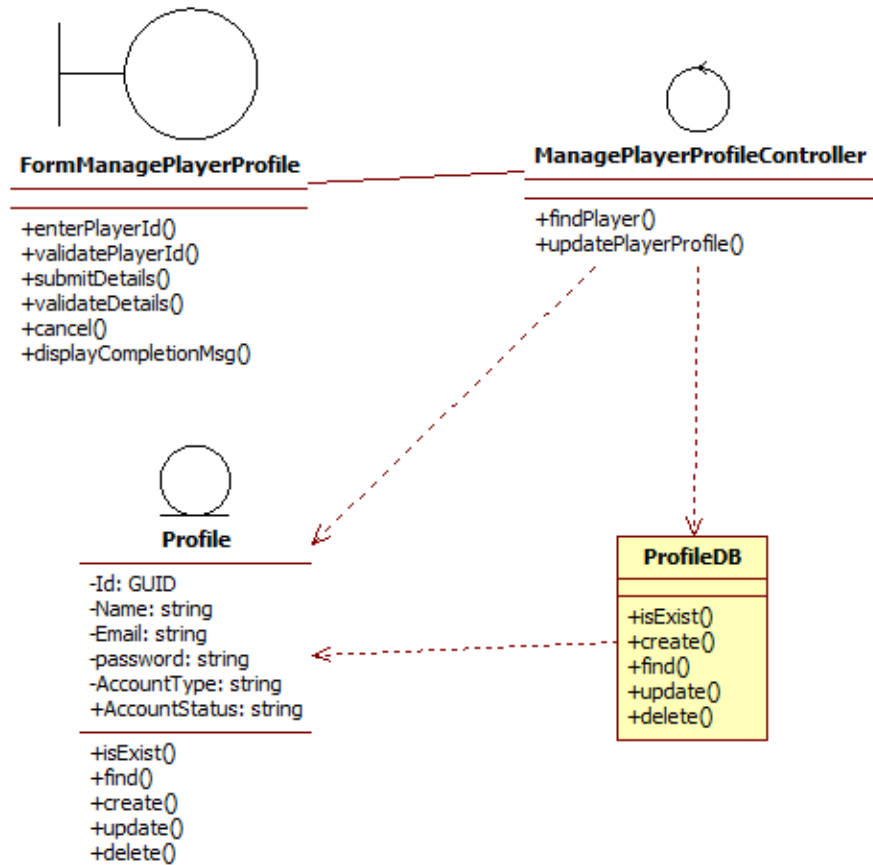 FormManagePlayerProfile
+enterPlayerId()
+validatePlayerId()
+submitDetails()
+validateDetails()
+cancel()
+displayCompletionMsg()
ManagePlayerProfileController
+findPlayer()
+updatePlayerProfile()
Profile
-Id: GUID
-Name: string
-Email: string
-password: string
-AccountType: string
+AccountStatus: string
+isExist()
+find()
+create()
+update()
+delete()
ProfileDB
+isExist()
+create()
+find()
+update()
+delete()